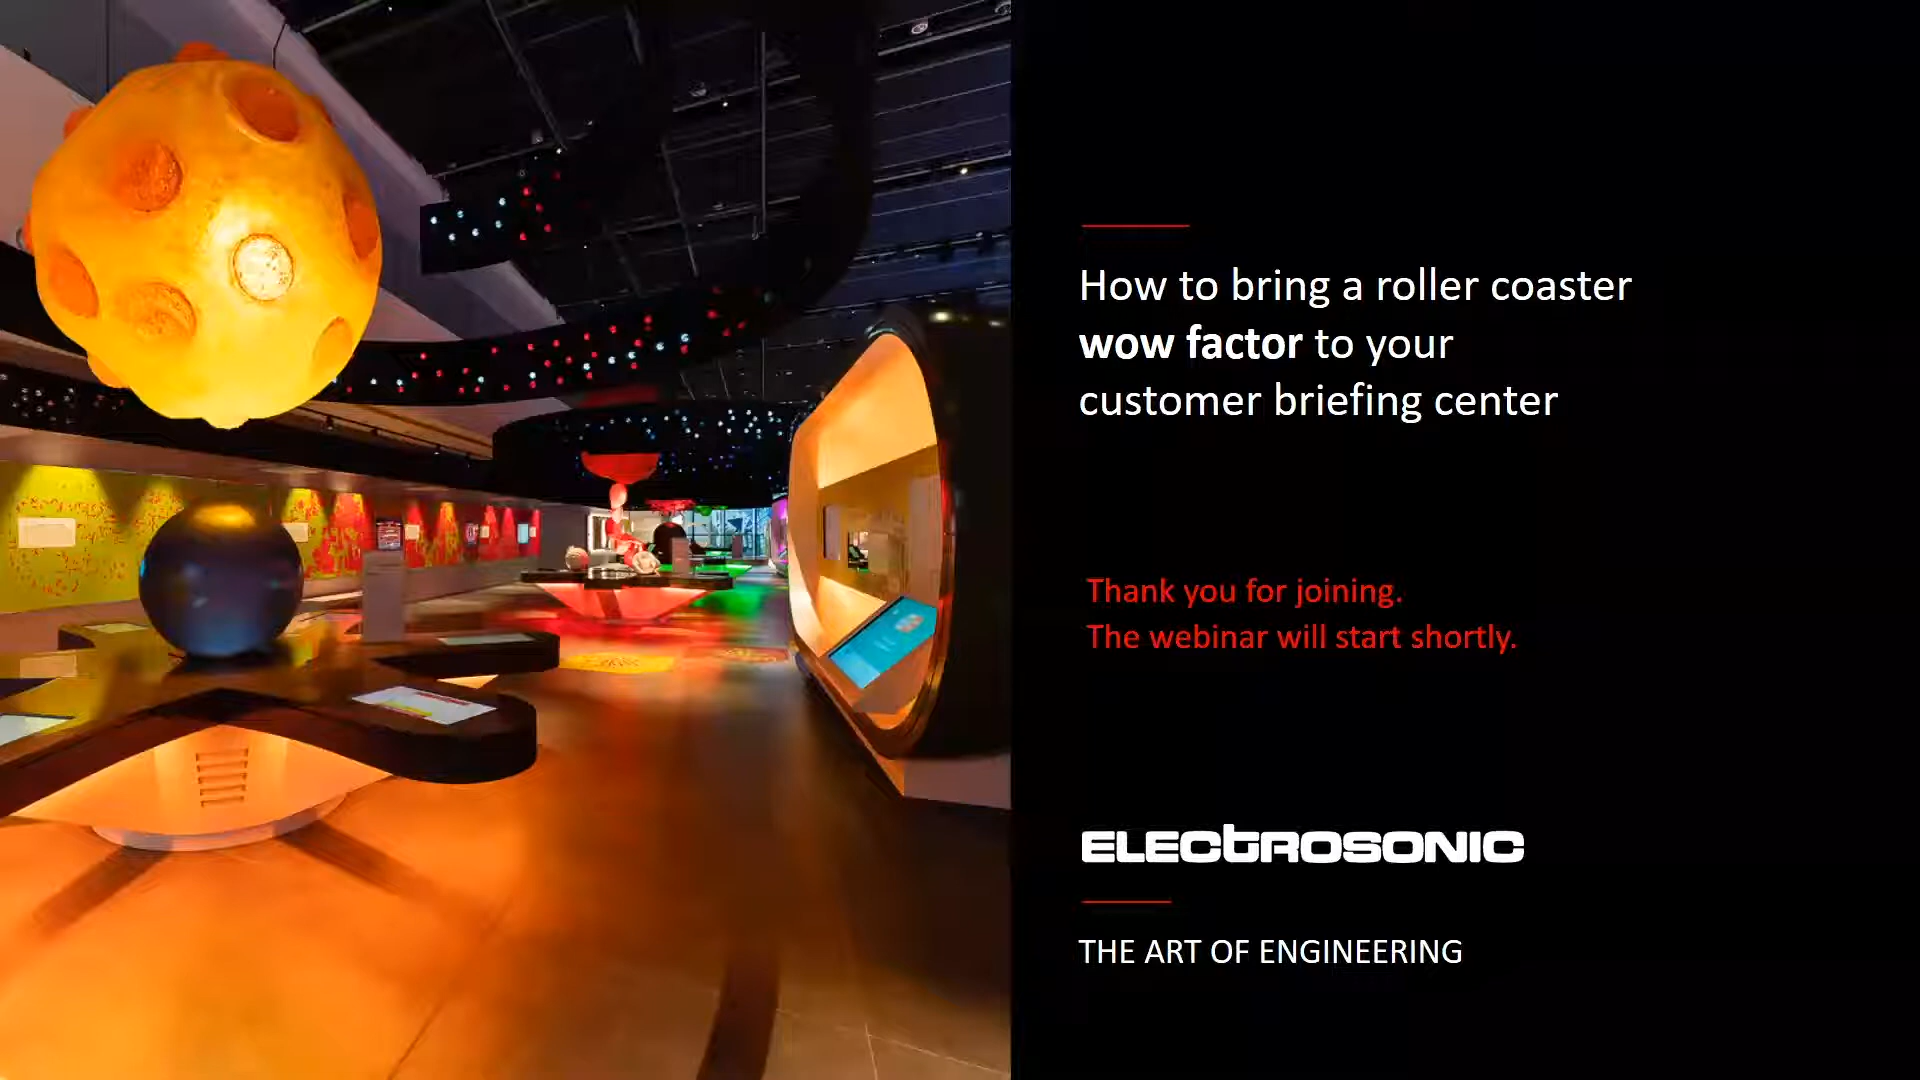 How to bring a roller coaster
wow factor to your
customer briefing center
Thank you for joining.
The webinar will start shortly.
ELECTROSONIC
THE ART OF ENGINEERING